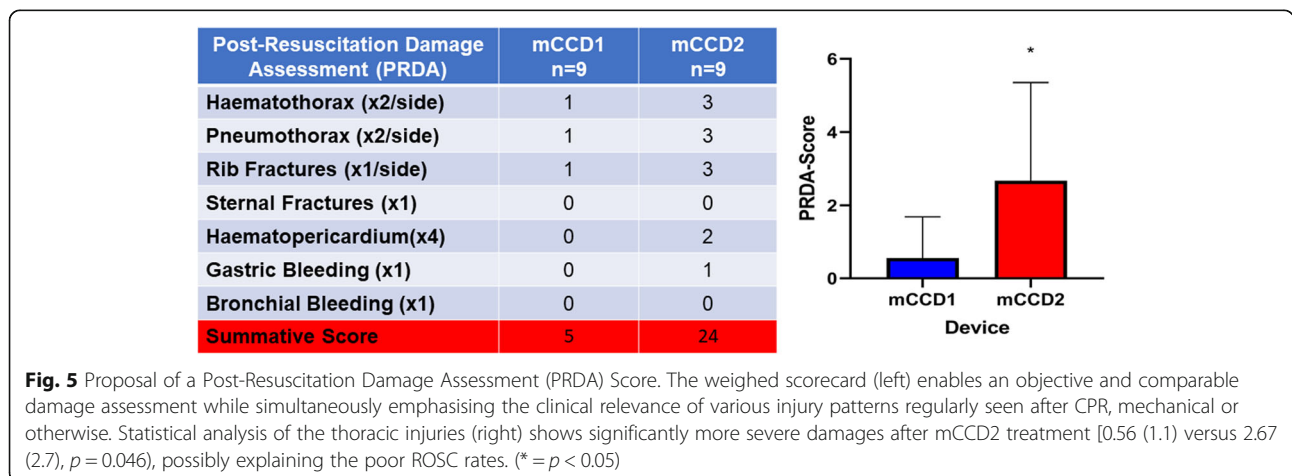 Post-Resuscitation Damage Assessment (PRDA) mCCD1 n=9 mCCD2 n=9
Haematothorax (x2/side) 1 3
Pneumothorax (x2/side) 1 3
Rib Fractures (x1/side) 1 3
Sternal Fractures (x1) 0 0
Haematopericardium(x4) 0 2
Gastric Bleeding (x1) 0 1
Bronchial Bleeding (x1) 0 0
Summative Score 5 24
*
PRDA-Score
6
4
2
0
mCCD1 mCCD2
Device
Fig. 5 Proposal of a Post-Resuscitation Damage Assessment (PRDA) Score. The weighed scorecard (left) enables an objective and comparable
damage assessment while simultaneously emphasising the clinical relevance of various injury patterns regularly seen after CPR, mechanical or
otherwise. Statistical analysis of the thoracic injuries (right) shows significantly more severe damages after mCCD2 treatment [0.56 (1.1) versus 2.67
(2.7), p = 0.046), possibly explaining the poor ROSC rates. (* = p < 0.05)